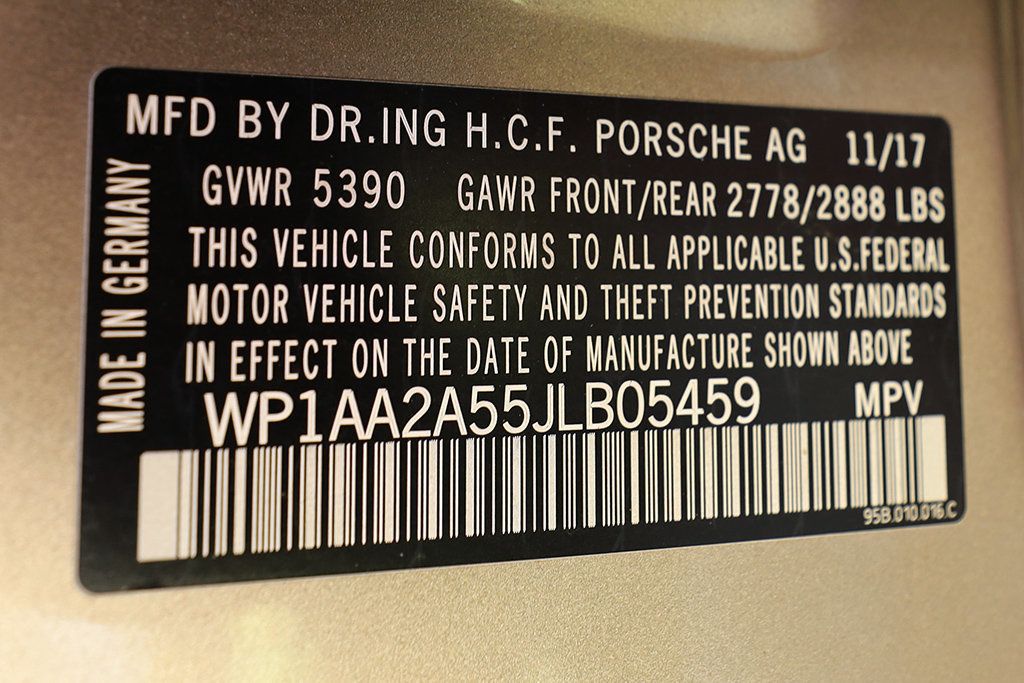 MFD BY DR.ING H.C.F. PORSCHE AG 11/17
GVWR 5390 GAWR FRONT/REAR 2778/2888 LBS
THIS VEHICLE CONFORMS TO ALL APPLICABLE U.S.FEDERAL
MOTOR VEHICLE SAFETY AND THEFT PREVENTION STANDARDS
IN EFFECT ON THE DATE OF MANUFACTURE SHOWN ABOVE
WP1AA2A55JLB05459 MPV
95B.010.016.C
MADE IN GERMANY